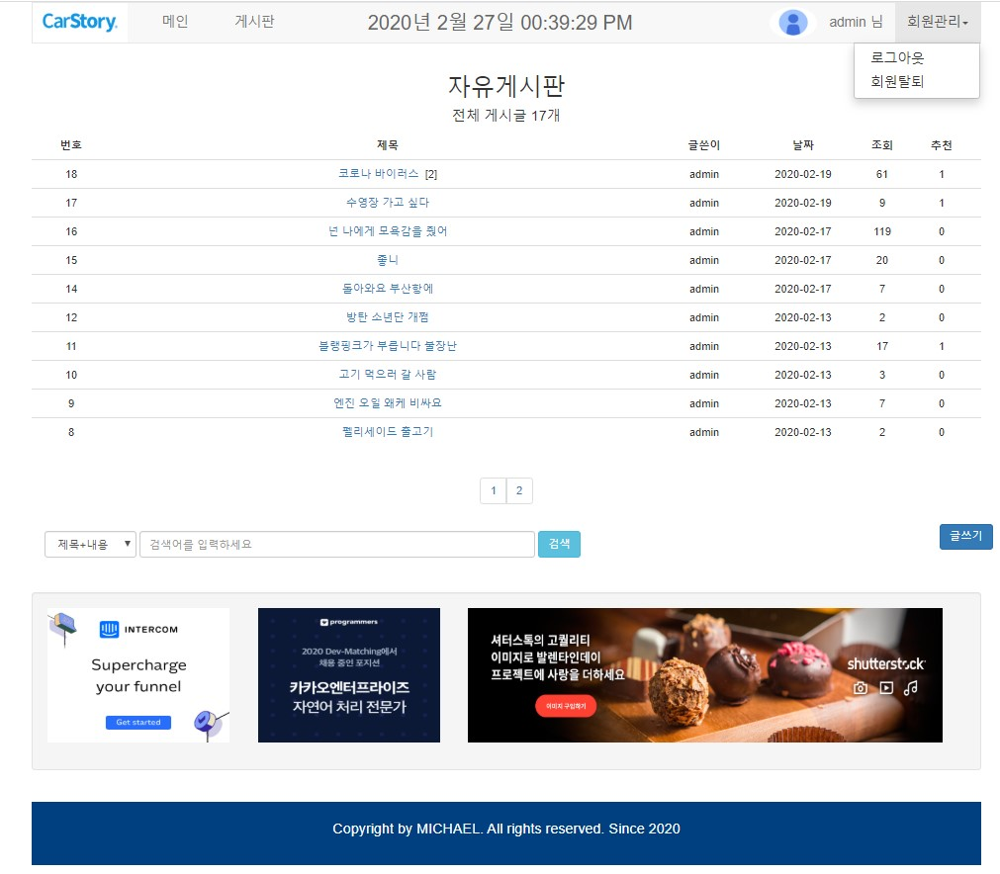 CarStory. 메인 게시판 2020년 2월 27일 00:39:29 PM admin 님 회원관리
로그아웃
회원탈퇴
자유게시판
전체 게시글 17개
번호 제목 글쓴이 날짜 조회 추천
18 코로나 바이러스 [2] admin 2020-02-19 61 1
17 수영장 가고 싶다 admin 2020-02-19 9 1
16 넌 나에게 모욕감을 줬어 admin 2020-02-17 119 0
15 좋니 admin 2020-02-17 20 0
14 돌아와요 부산항에 admin 2020-02-17 7 0
12 방탄 소년단 개쩜 admin 2020-02-13 2 0
11 블랭핑크가 부릅니다 불장난 admin 2020-02-13 17 1
10 고기 먹으러 갈 사람 admin 2020-02-13 3 0
9 엔진 오일 왜케 비싸요 admin 2020-02-13 7 0
8 펠리세이드 출고기 admin 2020-02-13 2 0
1 2
제목+내용 검색어를 입력하세요 검색 글쓰기
INTERCOM
Supercharge
your funnel
Get started
programmers
2020 Dev-Matching에서
채용 중인 포지션
카카오엔터프라이즈
자연어 처리 전문가
셔터스톡의 고퀄리티
이미지로 발렌타인데이
프로젝트에 사랑을 더하세요
이미지 구입하기
shutterstock
Copyright by MICHAEL. All rights reserved. Since 2020